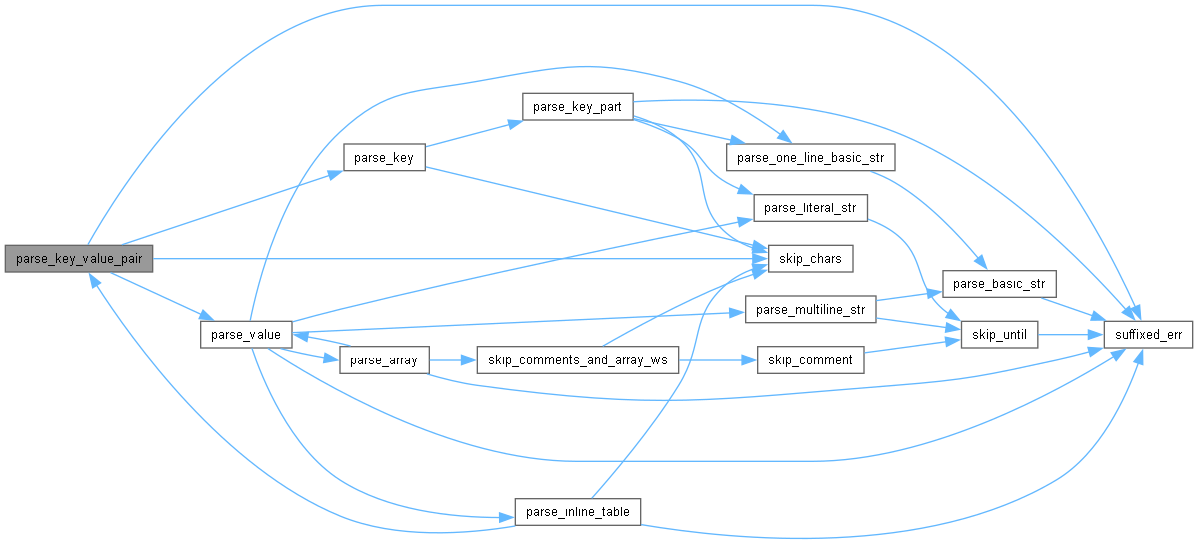 parse_key_part
parse_key
parse_one_line_basic_str
parse_literal_str
parse_key_value_pair
skip_chars
parse_basic_str
parse_multiline_str
parse_value
skip_until
suffixed_err
parse_array
skip_comments_and_array_ws
skip_comment
parse_inline_table